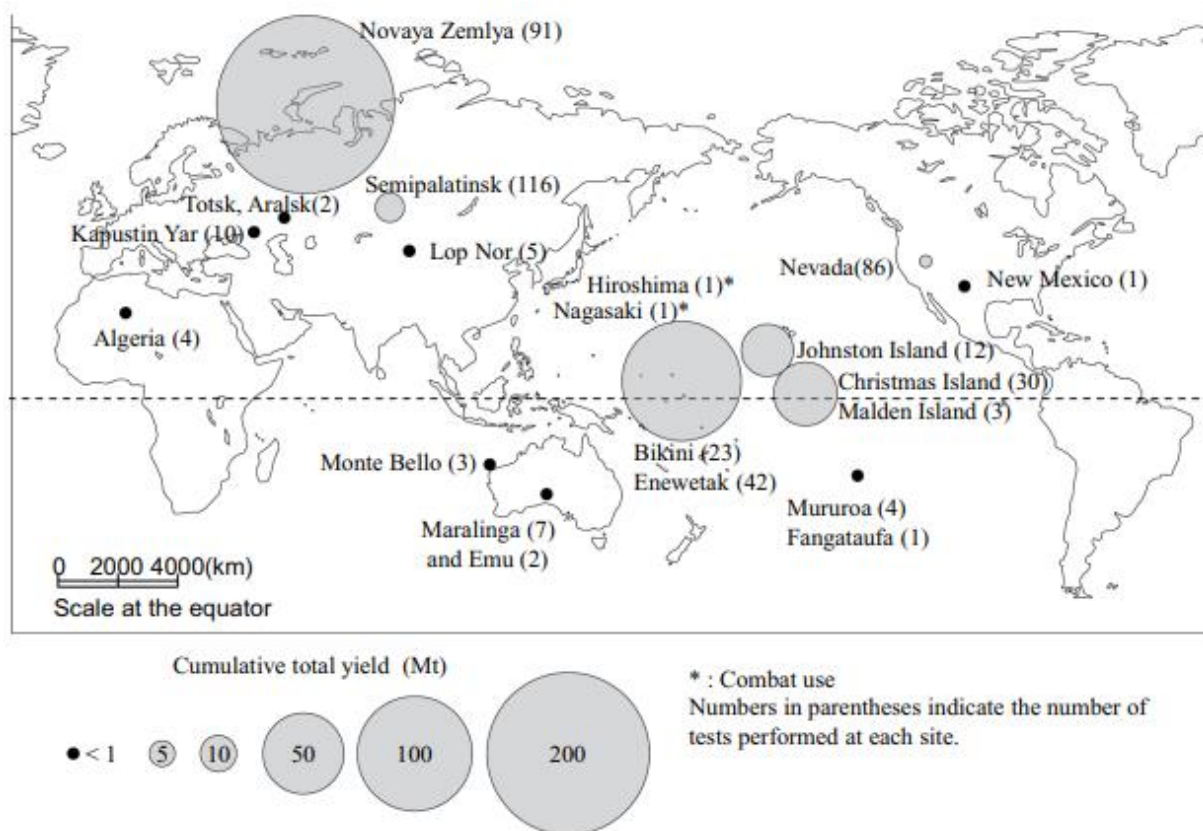 Novaya Zemlya (91)
Semipalatinsk (116)
Totsk, Aralsk(2)
Kapustin Yar (10)
Lop Nor (5)
Nevada(86)
New Mexico (1)
Hiroshima (1)*
Nagasaki (1)*
Algeria (4)
Johnston Island (12)
Christmas Island (30)
Malden Island (3)
Bikini (23)
Enewetak (42)
Monte Bello (3)
Mururoa (4)
Fangataufa (1)
Maralinga (7)
and Emu (2)
0 2000 4000(km)
Scale at the equator
Cumulative total yield (Mt)
< 1 5 10 50 100 200
* : Combat use
Numbers in parentheses indicate the number of
tests performed at each site.